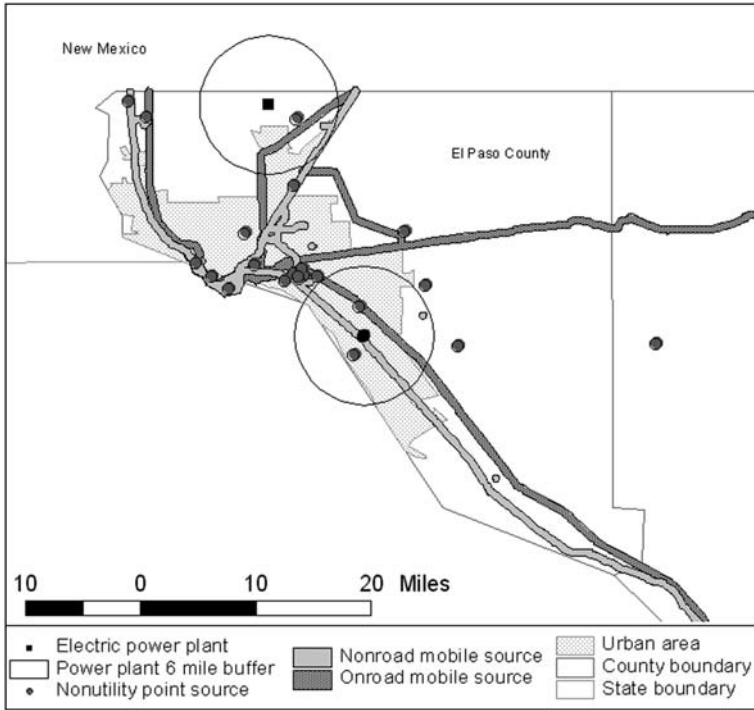 New Mexico
El Paso County
10 0 10 20 Miles
Electric power plant
Power plant 6 mile buffer
Nonutility point source
Nonroad mobile source
Onroad mobile source
Urban area
County boundary
State boundary